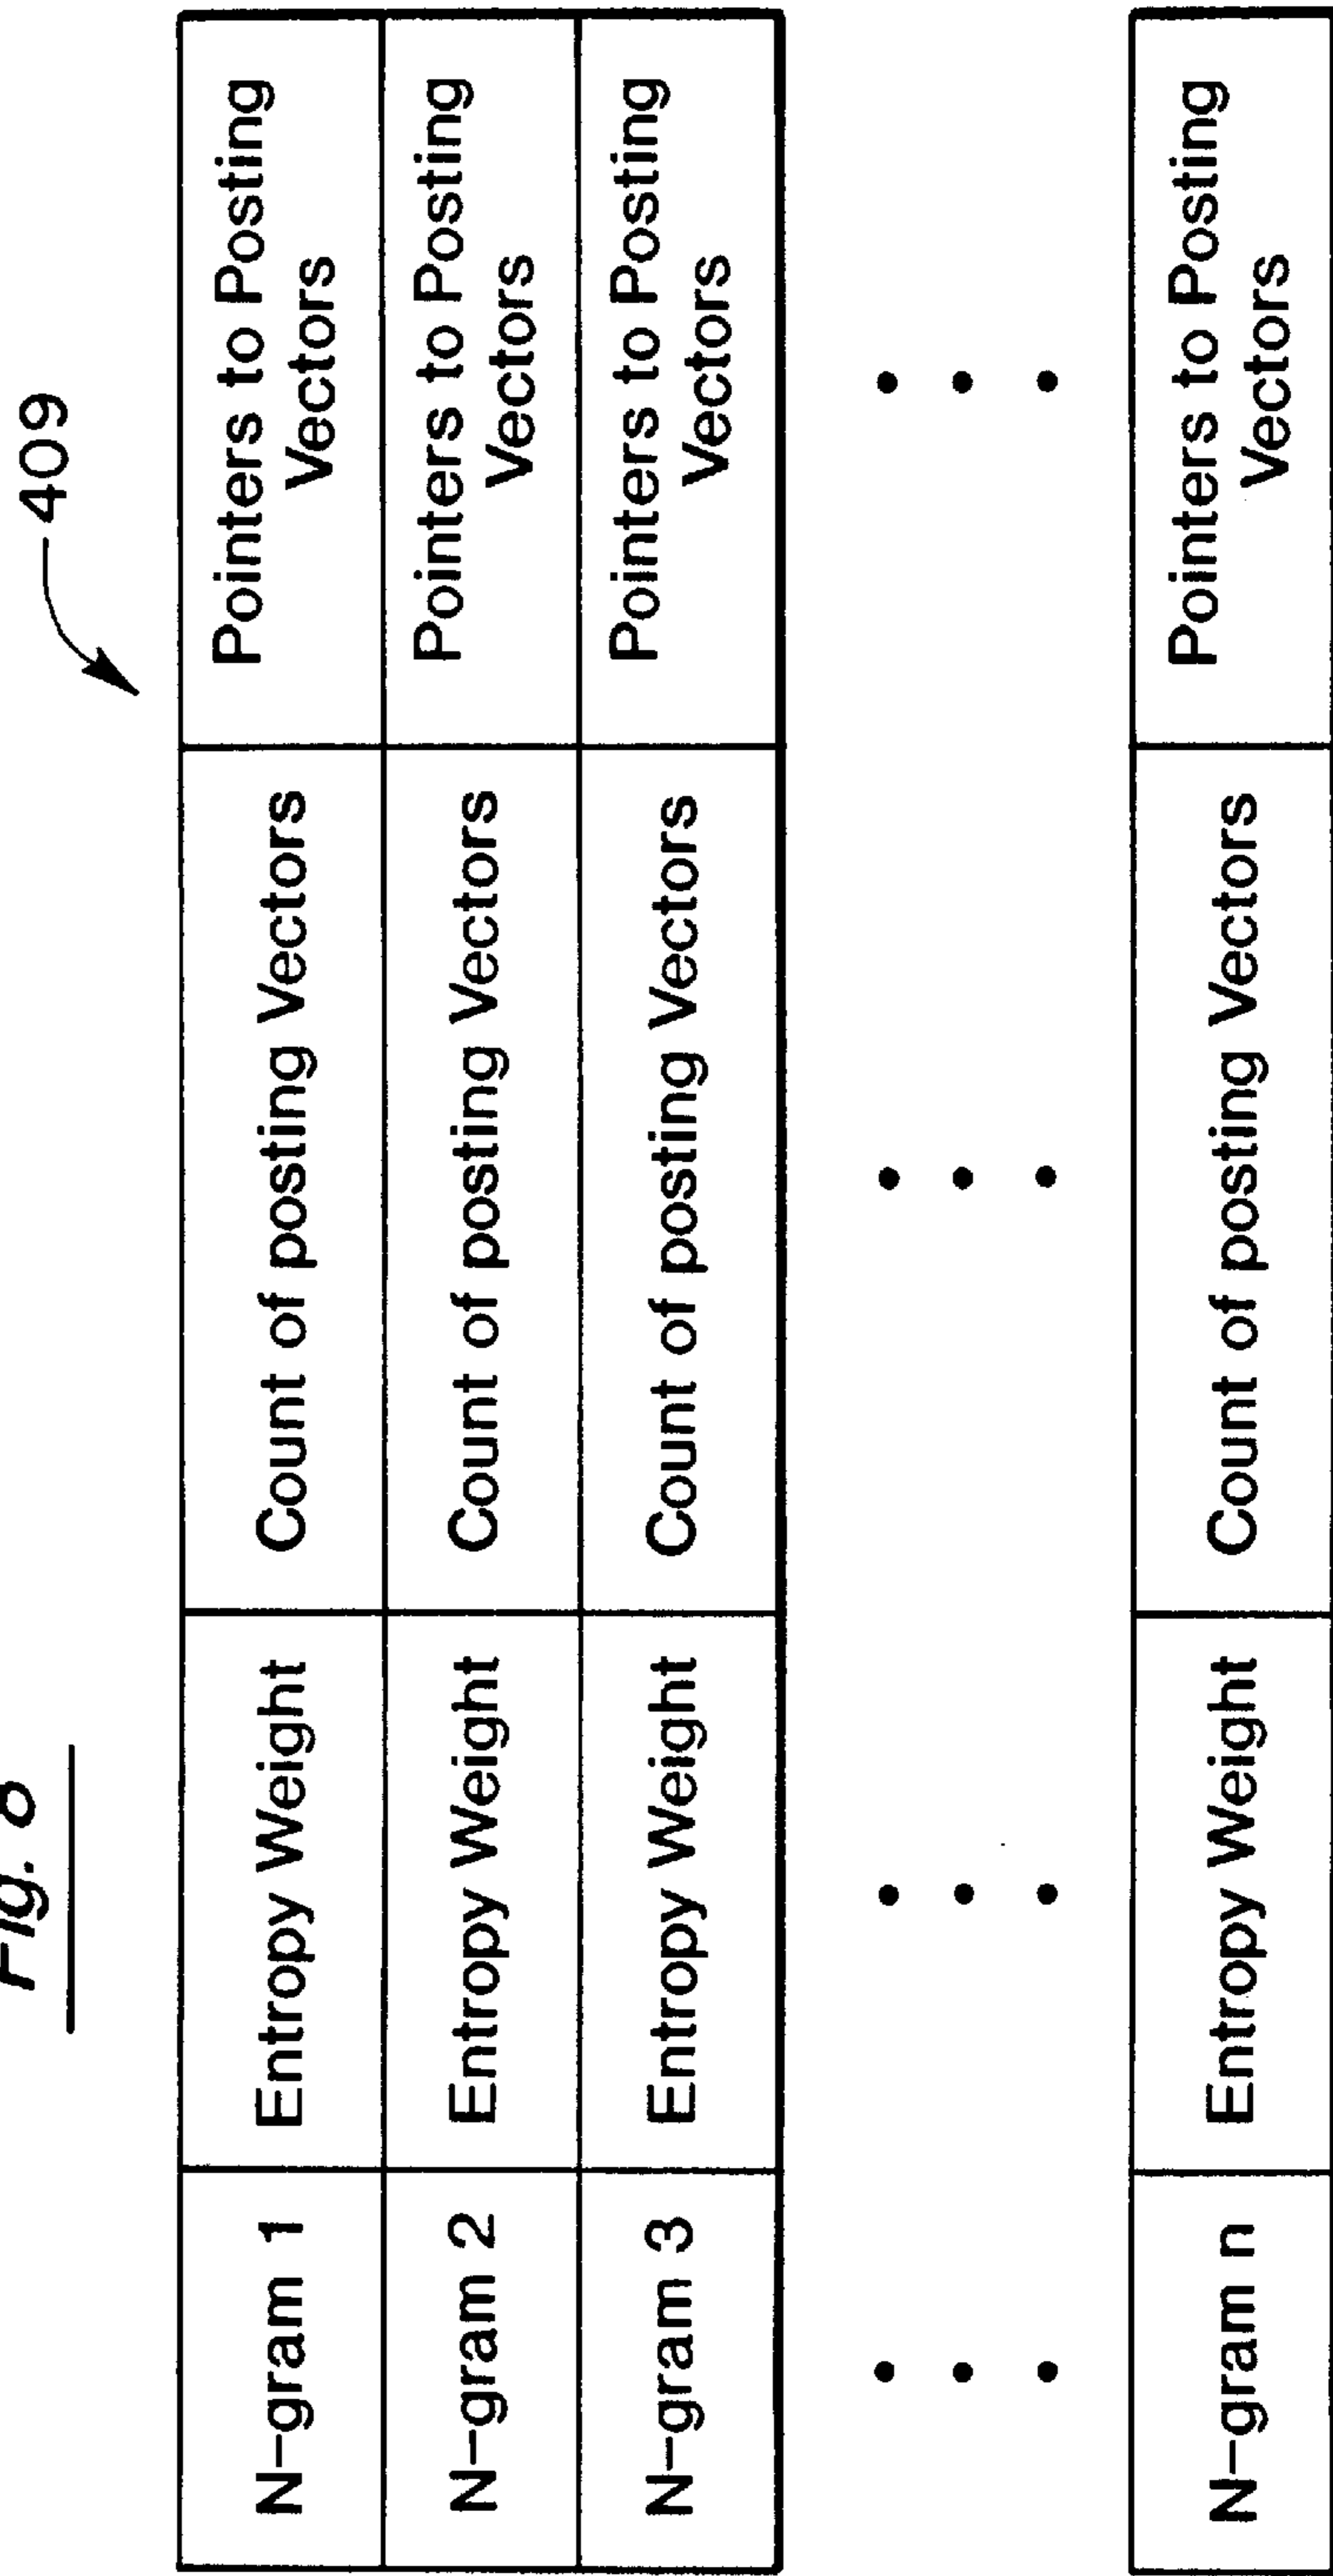 Fig. 8
409
N-gram 1 Entropy Weight Count of posting Vectors Pointers to Posting
Vectors
N-gram 2 Entropy Weight Count of posting Vectors Pointers to Posting
Vectors
N-gram 3 Entropy Weight Count of posting Vectors Pointers to Posting
Vectors
N-gram n Entropy Weight Count of posting Vectors Pointers to Posting
Vectors